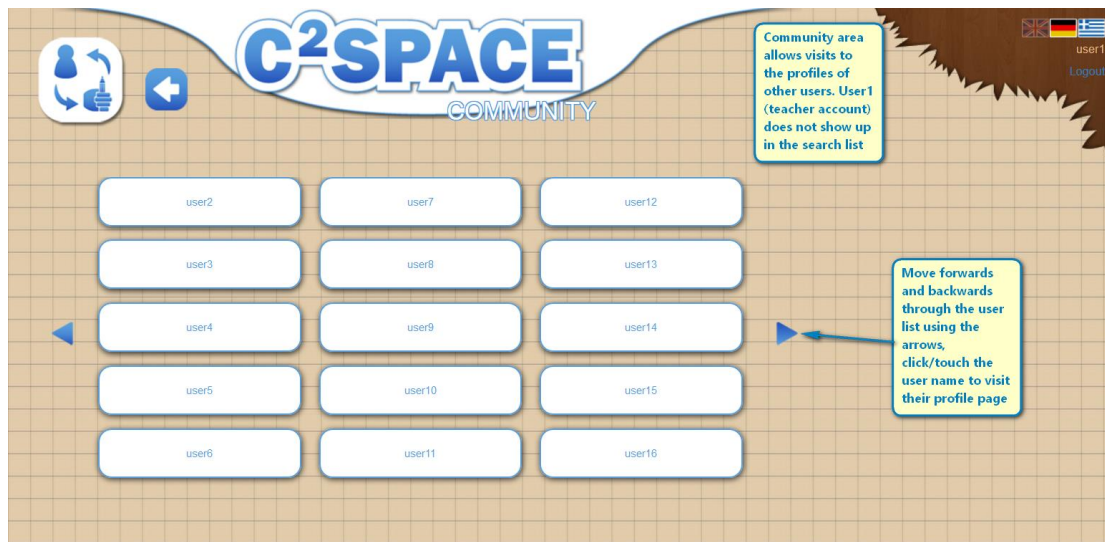 C²SPACE
COMMUNITY
Community area
allows visits to
the profiles of
other users. User1
(teacher account)
does not show up
in the search list
user1
Logout
user2
user7
user12
user3
user8
user13
user4
user9
user14
user5
user10
user15
user6
user11
user16
Move forwards
and backwards
through the user
list using the
arrows,
click/touch the
user name to visit
their profile page